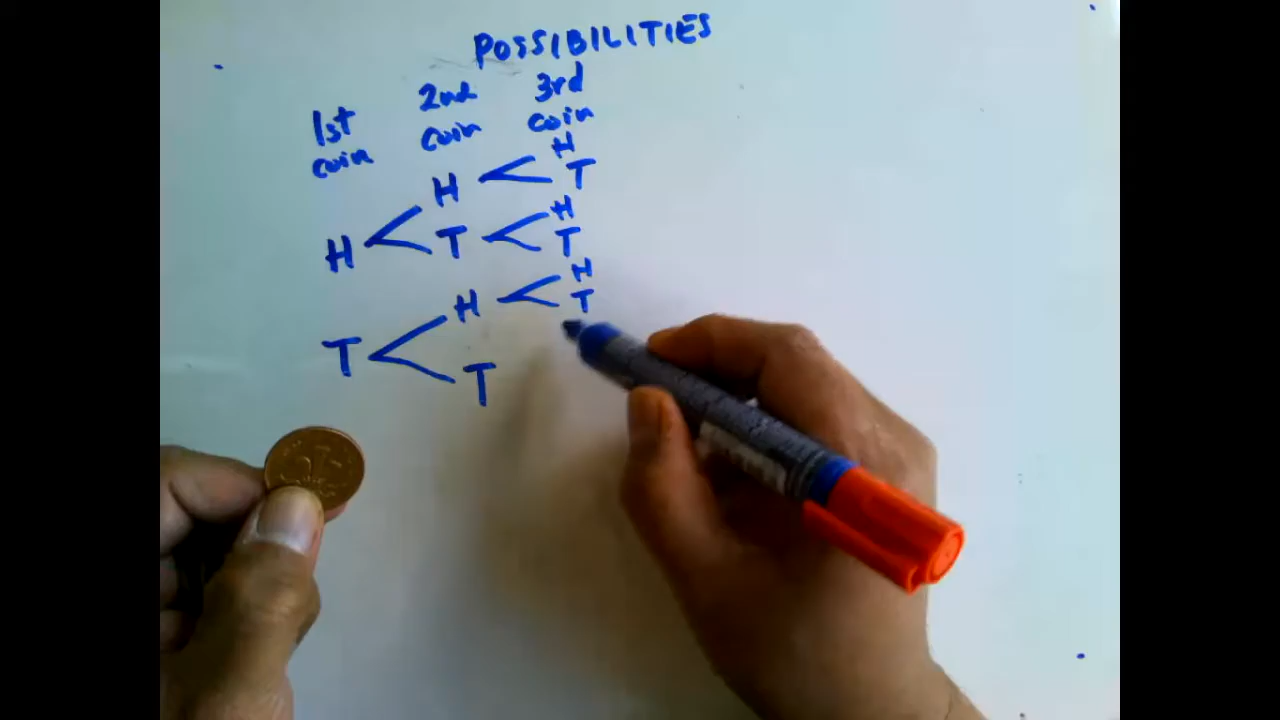 POSSIBILITIES
1st coin 2nd coin 3rd coin
H
H < T
H
H < T < T
H
H < T
T < T